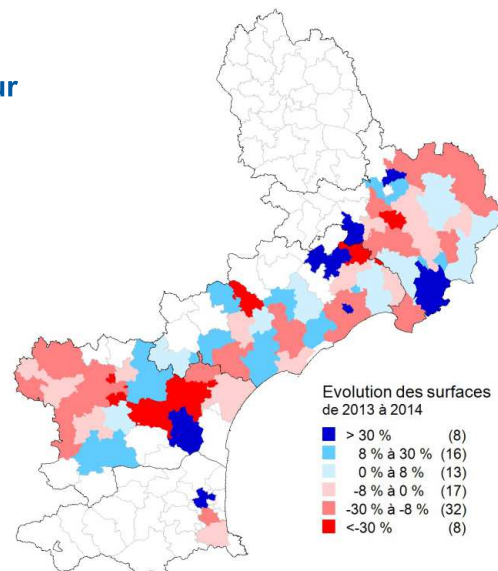 ur
Evolution des surfaces
de 2013 à 2014
> 30 % (8)
8 % à 30 % (16)
0 % à 8 % (13)
-8 % à 0 % (17)
-30 % à -8 % (32)
<-30 % (8)